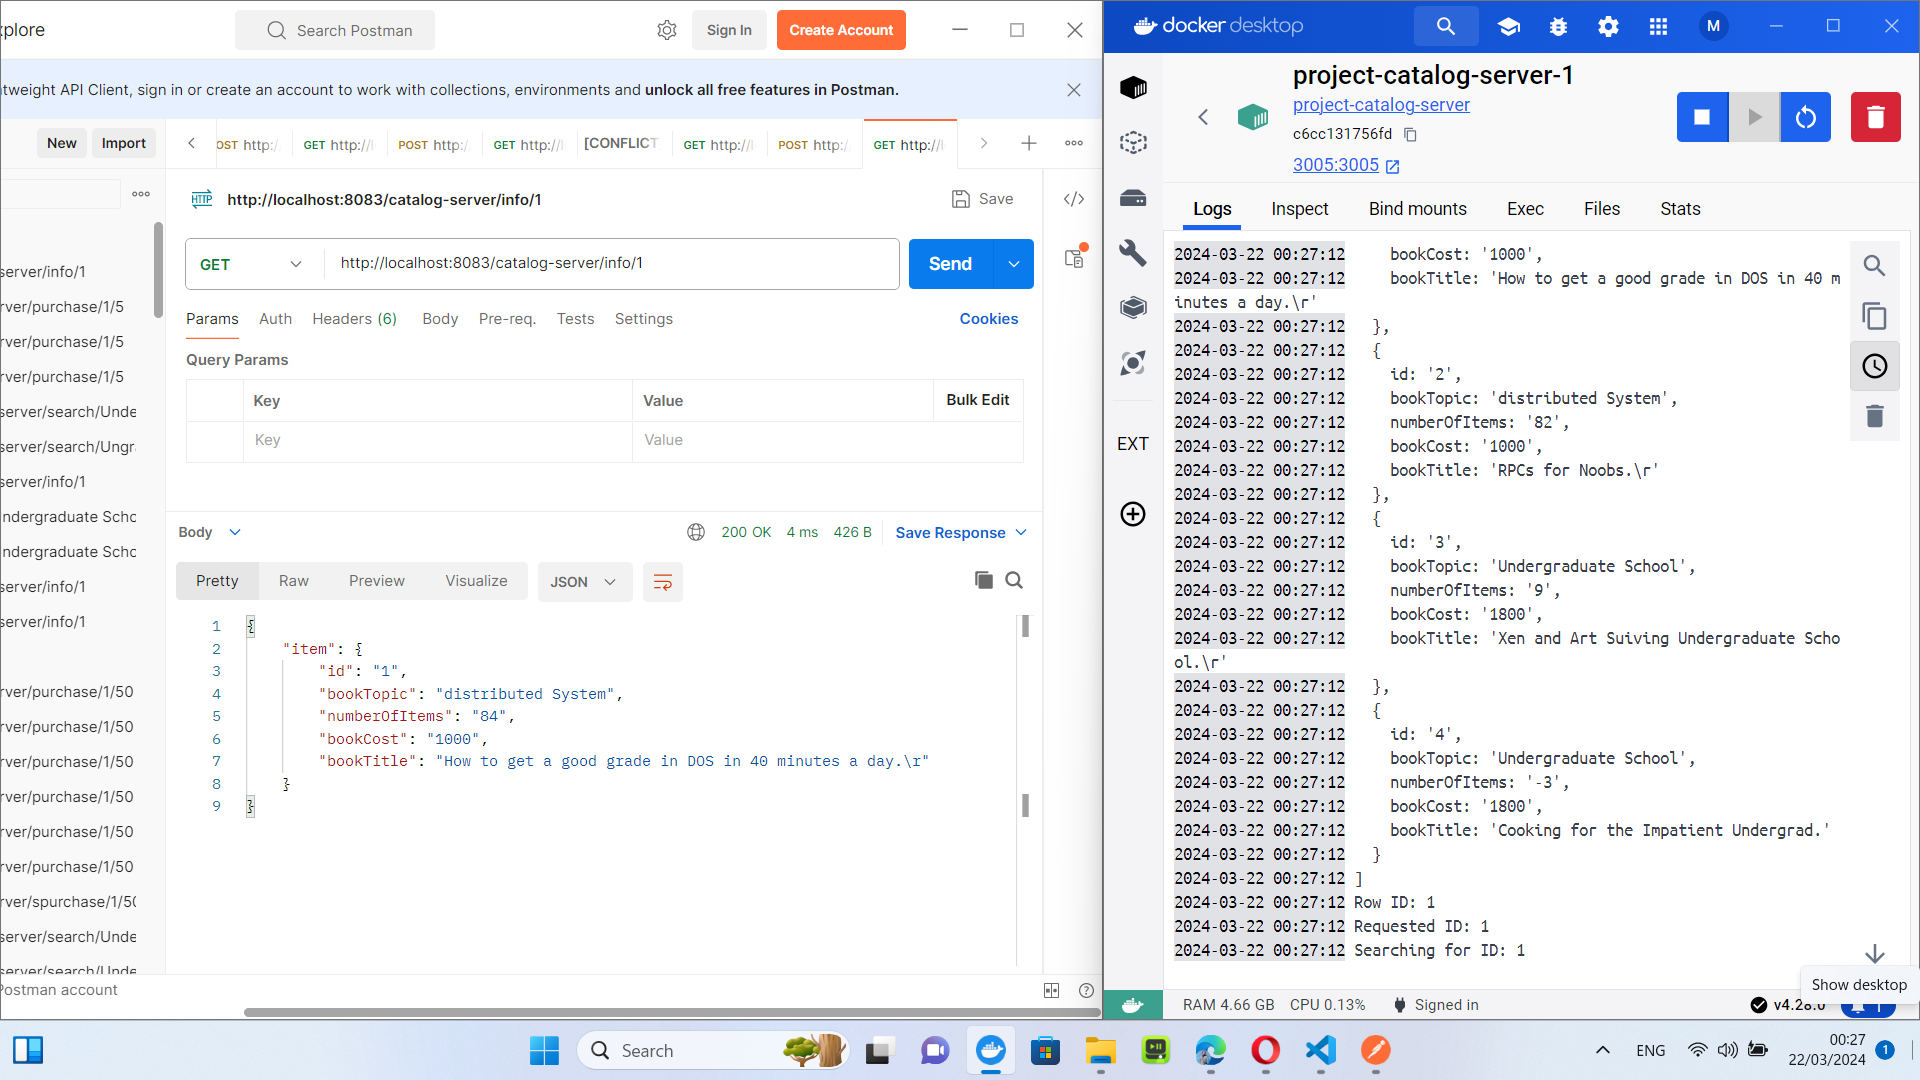 xplore
Search Postman
Sign In
Create Account
tweight API Client, sign in or create an account to work with collections, environments and unlock all free features in Postman.
New
Import
OST http:/
GET http://l
POST http:/
GET http://l
[CONFLICT
GET http://l
POST http:/
GET http://l
HTTP
http://localhost:8083/catalog-server/info/1
Save
GET
http://localhost:8083/catalog-server/info/1
Send
Params
Auth
Headers (6)
Body
Pre-req.
Tests
Settings
Cookies
Query Params
Key
Value
Bulk Edit
Key
Value
server/info/1
rver/purchase/1/5
rver/purchase/1/5
rver/purchase/1/5
server/search/Unde
server/search/Ungr
server/info/1
ndergraduate Scho
ndergraduate Scho
server/info/1
server/info/1
rver/purchase/1/50
rver/purchase/1/50
rver/purchase/1/50
rver/purchase/1/50
rver/purchase/1/50
rver/purchase/1/50
rver/spurchase/1/50
server/search/Unde
server/search/Unde
Postman account
Body
200 OK
4 ms
426 B
Save Response
Pretty
Raw
Preview
Visualize
JSON
1 {
2 "item": {
3 "id": "1",
4 "bookTopic": "distributed System",
5 "numberOfItems": "84",
6 "bookCost": "1000",
7 "bookTitle": "How to get a good grade in DOS in 40 minutes a day.\r"
8 }
9 }
docker desktop
M
project-catalog-server-1
project-catalog-server
c6cc131756fd
3005:3005
Logs
Inspect
Bind mounts
Exec
Files
Stats
EXT
2024-03-22 00:27:12 bookCost: '1000',
2024-03-22 00:27:12 bookTitle: 'How to get a good grade in DOS in 40 m
inutes a day.\r'
2024-03-22 00:27:12 },
2024-03-22 00:27:12 {
2024-03-22 00:27:12 id: '2',
2024-03-22 00:27:12 bookTopic: 'distributed System',
2024-03-22 00:27:12 numberOfItems: '82',
2024-03-22 00:27:12 bookCost: '1000',
2024-03-22 00:27:12 bookTitle: 'RPCs for Noobs.\r'
2024-03-22 00:27:12 },
2024-03-22 00:27:12 {
2024-03-22 00:27:12 id: '3',
2024-03-22 00:27:12 bookTopic: 'Undergraduate School',
2024-03-22 00:27:12 numberOfItems: '9',
2024-03-22 00:27:12 bookCost: '1800',
2024-03-22 00:27:12 bookTitle: 'Xen and Art Suiving Undergraduate Scho
ol.\r'
2024-03-22 00:27:12 },
2024-03-22 00:27:12 {
2024-03-22 00:27:12 id: '4',
2024-03-22 00:27:12 bookTopic: 'Undergraduate School',
2024-03-22 00:27:12 numberOfItems: '-3',
2024-03-22 00:27:12 bookCost: '1800',
2024-03-22 00:27:12 bookTitle: 'Cooking for the Impatient Undergrad.'
2024-03-22 00:27:12 }
2024-03-22 00:27:12 ]
2024-03-22 00:27:12 Row ID: 1
2024-03-22 00:27:12 Requested ID: 1
2024-03-22 00:27:12 Searching for ID: 1
Show desktop
RAM 4.66 GB
CPU 0.13%
Signed in
v4.28.0
1
Search
ENG
00:27
22/03/2024
1